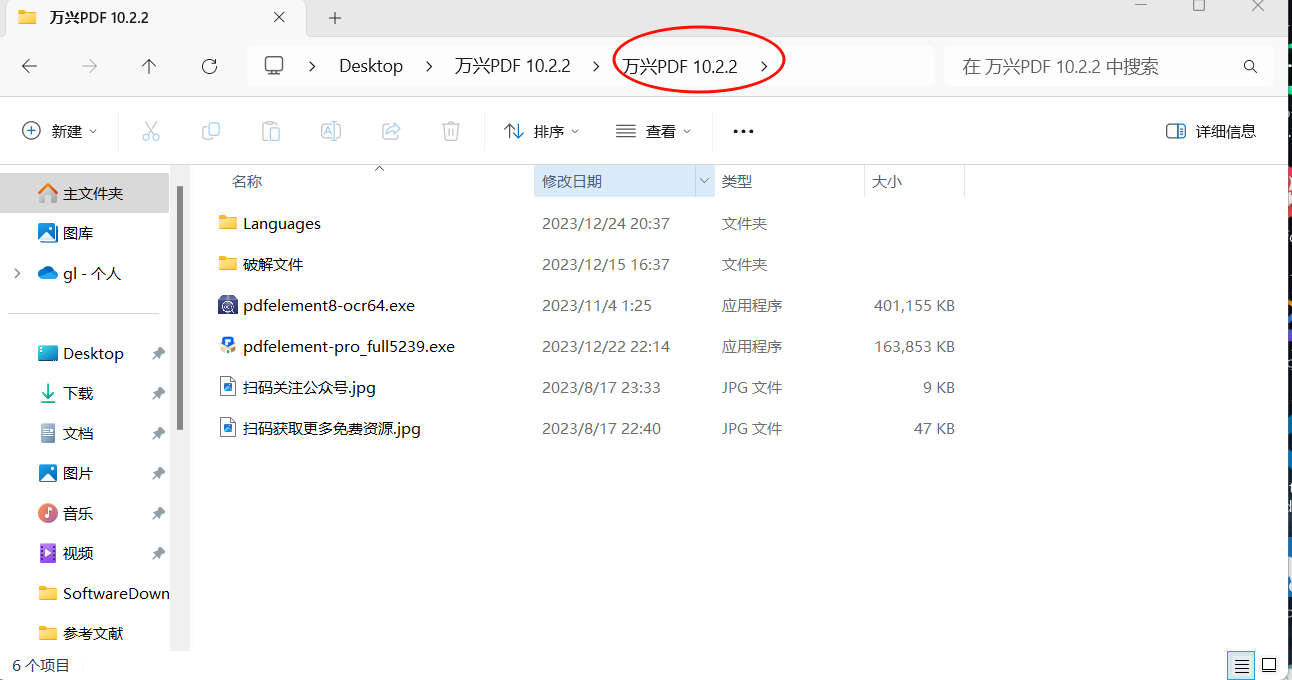 万兴PDF 10.2.2
Desktop 万兴PDF 10.2.2 万兴PDF 10.2.2 在 万兴PDF 10.2.2 中搜索
新建 排序 查看 详细信息
名称 修改日期 类型 大小
主文件夹
图库
gl - 个人
Desktop
下载
文档
图片
音乐
视频
SoftwareDown
参考文献
Languages 2023/12/24 20:37 文件夹
破解文件 2023/12/15 16:37 文件夹
pdfelement8-ocr64.exe 2023/11/4 1:25 应用程序 401,155 KB
pdfelement-pro_full5239.exe 2023/12/22 22:14 应用程序 163,853 KB
扫码关注公众号.jpg 2023/8/17 23:33 JPG 文件 9 KB
扫码获取更多免费资源.jpg 2023/8/17 22:40 JPG 文件 47 KB
6 个项目